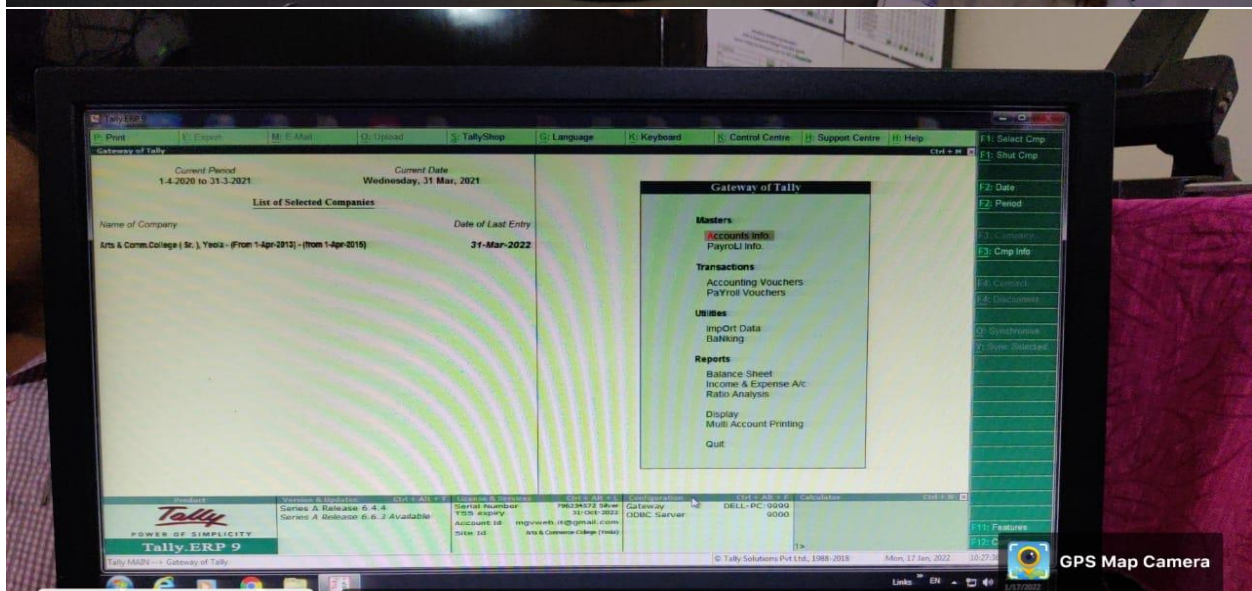 Tally.ERP 9
P: Print E: Export M: E-Mail O: Upload S: TallyShop G: Language K: Keyboard K: Control Centre H: Support Centre H: Help
F1: Select Cmp
Gateway of Tally Ctrl + M
F1: Shut Cmp
Current Period Current Date
1-4-2020 to 31-3-2021 Wednesday, 31 Mar, 2021
List of Selected Companies
Name of Company Date of Last Entry
Arts & Comm.College ( Sr. ), Yeola - (From 1-Apr-2013) - (from 1-Apr-2015) 31-Mar-2022
Gateway of Tally
Masters
Accounts Info.
PayroLl Info.
Transactions
Accounting Vouchers
PaYroll Vouchers
Utilities
ImpOrt Data
BaNking
Reports
Balance Sheet
Income & Expense A/c
Ratio Analysis
Display
Multi Account Printing
Quit
F2: Date
F2: Period
F3: Company
F3: Cmp Info
F4: Connect
F4: Disconnect
O: Synchronise
Y: Sync Selected
F11: Features
Product
Tally
POWER OF SIMPLICITY
Tally.ERP 9
Version & Updates Ctrl + Alt + T
Series A Release 6.4.4
Series A Release 6.6.3 Available
License & Services Ctrl + Alt + L
Serial Number 796234572 Silver
TSS expiry 31-Oct-2022
Account Id mgvweb.it@gmail.com
Site Id Arts & Commerce College (Yeola)
Configuration Ctrl + Alt + F
Gateway DELL-PC:9999
ODBC Server 9000
Calculator Ctrl + N
1>
Tally MAIN --> Gateway of Tally © Tally Solutions Pvt Ltd., 1988-2018 Mon, 17 Jan, 2022
Links EN
1/17/2022
GPS Map Camera